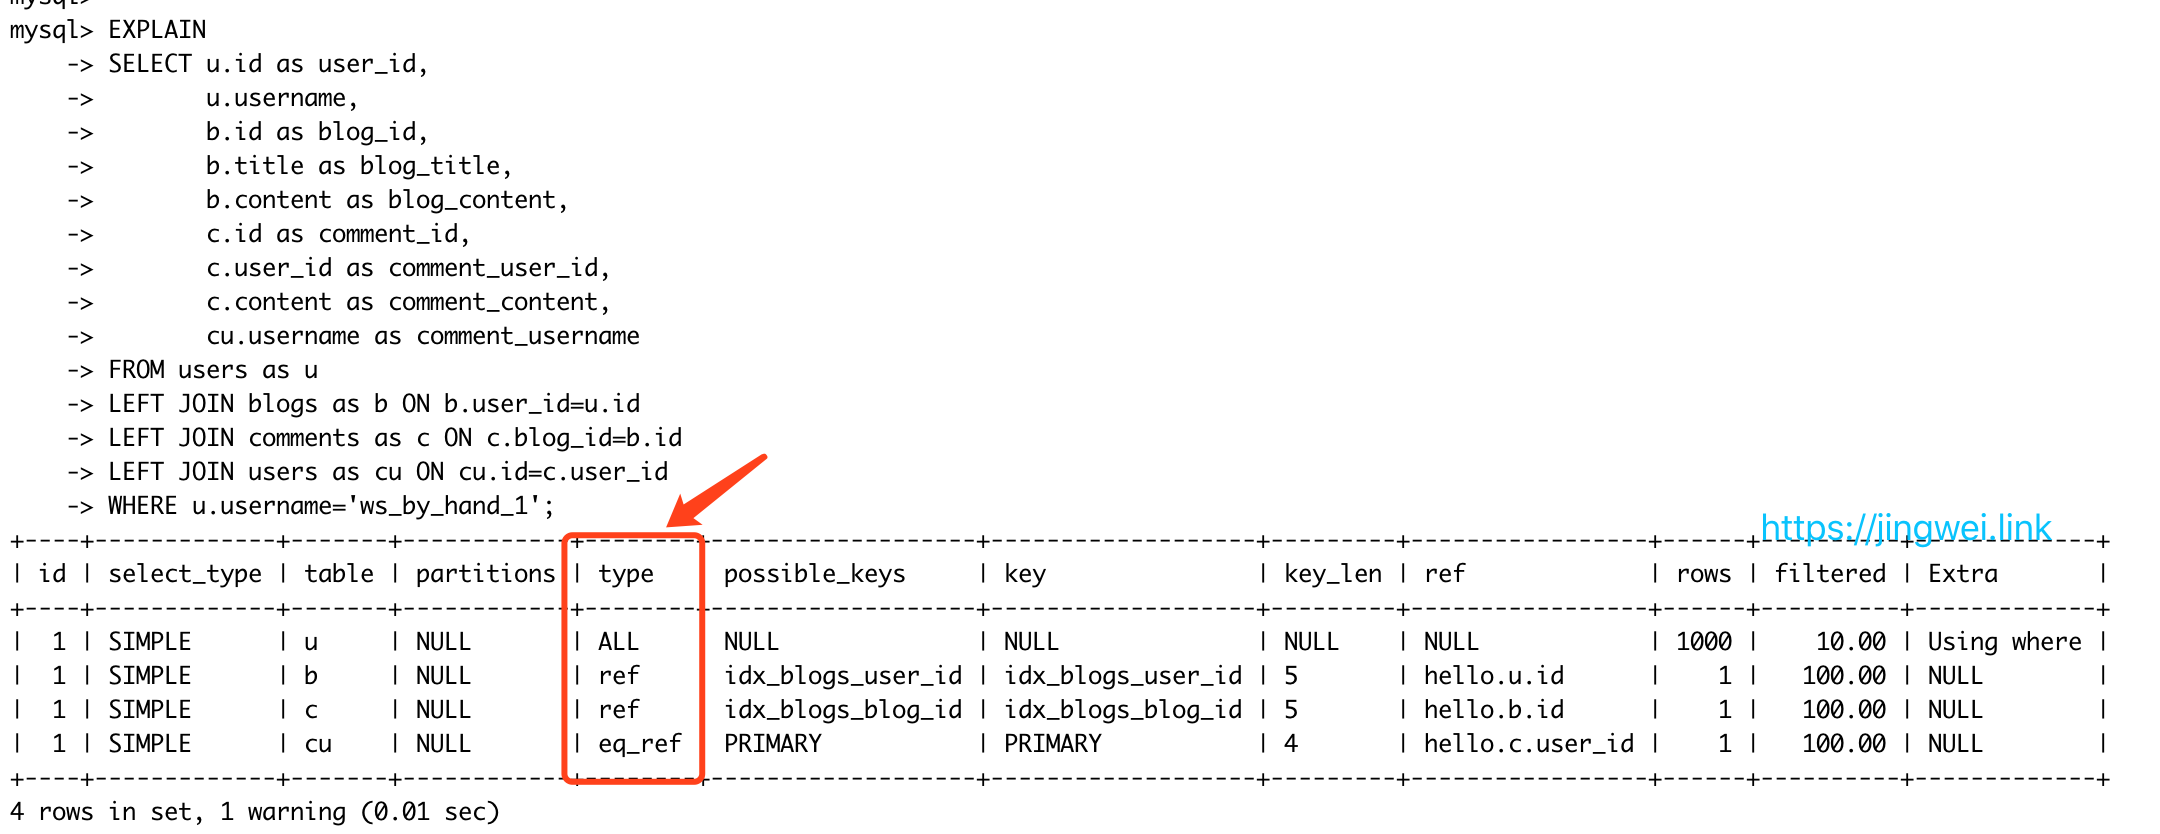 mysql>
mysql> EXPLAIN
    -> SELECT u.id as user_id,
    ->        u.username,
    ->        b.id as blog_id,
    ->        b.title as blog_title,
    ->        b.content as blog_content,
    ->        c.id as comment_id,
    ->        c.user_id as comment_user_id,
    ->        c.content as comment_content,
    ->        cu.username as comment_username
    -> FROM users as u
    -> LEFT JOIN blogs as b ON b.user_id=u.id
    -> LEFT JOIN comments as c ON c.blog_id=b.id
    -> LEFT JOIN users as cu ON cu.id=c.user_id
    -> WHERE u.username='ws_by_hand_1';
https://jingwei.link
+----+-------------+-------+------------+--------+-------------------+-------------------+---------+-----------------+------+----------+-------------+
| id | select_type | table | partitions | type   | possible_keys     | key               | key_len | ref             | rows | filtered | Extra       |
+----+-------------+-------+------------+--------+-------------------+-------------------+---------+-----------------+------+----------+-------------+
|  1 | SIMPLE      | u     | NULL       | ALL    | NULL              | NULL              | NULL    | NULL            | 1000 |    10.00 | Using where |
|  1 | SIMPLE      | b     | NULL       | ref    | idx_blogs_user_id | idx_blogs_user_id | 5       | hello.u.id      |    1 |   100.00 | NULL        |
|  1 | SIMPLE      | c     | NULL       | ref    | idx_blogs_blog_id | idx_blogs_blog_id | 5       | hello.b.id      |    1 |   100.00 | NULL        |
|  1 | SIMPLE      | cu    | NULL       | eq_ref | PRIMARY           | PRIMARY           | 4       | hello.c.user_id |    1 |   100.00 | NULL        |
+----+-------------+-------+------------+--------+-------------------+-------------------+---------+-----------------+------+----------+-------------+
4 rows in set, 1 warning (0.01 sec)